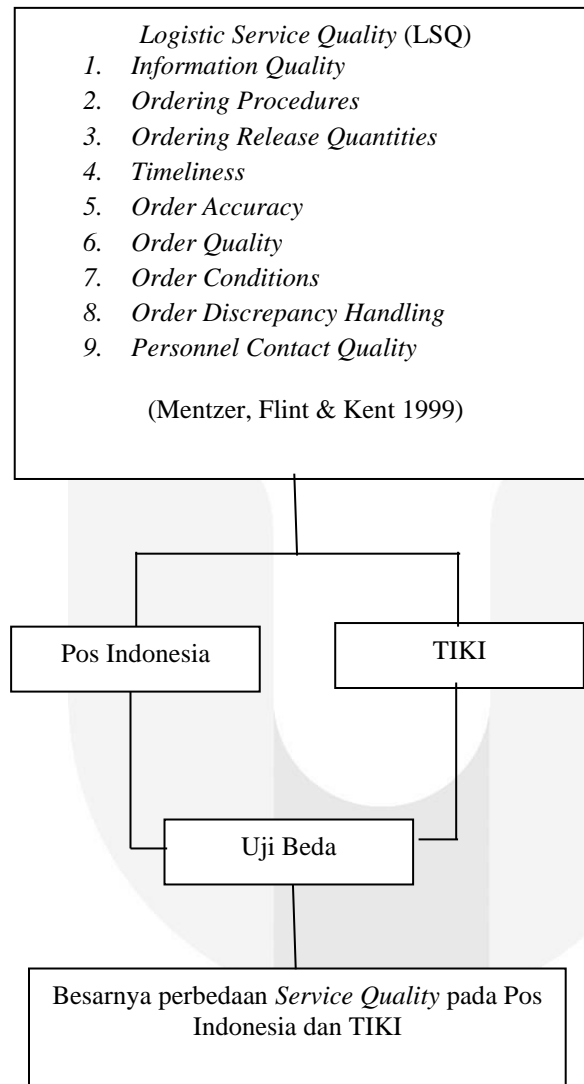 Logistic Service Quality (LSQ)
1. Information Quality
2. Ordering Procedures
3. Ordering Release Quantities
4. Timeliness
5. Order Accuracy
6. Order Quality
7. Order Conditions
8. Order Discrepancy Handling
9. Personnel Contact Quality
(Mentzer, Flint & Kent 1999)
Pos Indonesia
TIKI
Uji Beda
Besarnya perbedaan Service Quality pada Pos
Indonesia dan TIKI